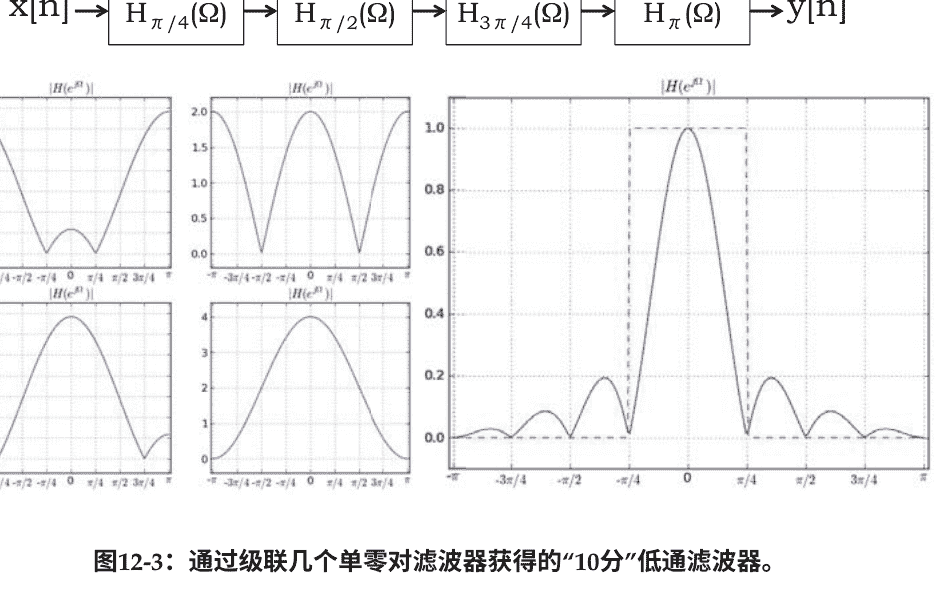 x[n] H π/4(Ω) H π/2(Ω) H 3π/4(Ω) H π(Ω) y[n]
|H(e^{jΩ})| |H(e^{jΩ})| |H(e^{jΩ})|
2.0
1.5
1.0
0.5
0.0
/4 -π/2 -π/4 0 π/4 π/2 3π/4 π
-π -3π/4 -π/2 -π/4 0 π/4 π/2 3π/4 π
|H(e^{jΩ})| |H(e^{jΩ})|
4
3
2
1
0
/4 -π/2 -π/4 0 π/4 π/2 3π/4 π
-3π/4 -π/2 -π/4 0 π/4 π/2 3π/4 π
1.0
0.8
0.6
0.4
0.2
0.0
-π -3π/4 -π/2 -π/4 0 π/4 π/2 3π/4 π
图12-3：通过级联几个单零对滤波器获得的“10分”低通滤波器。